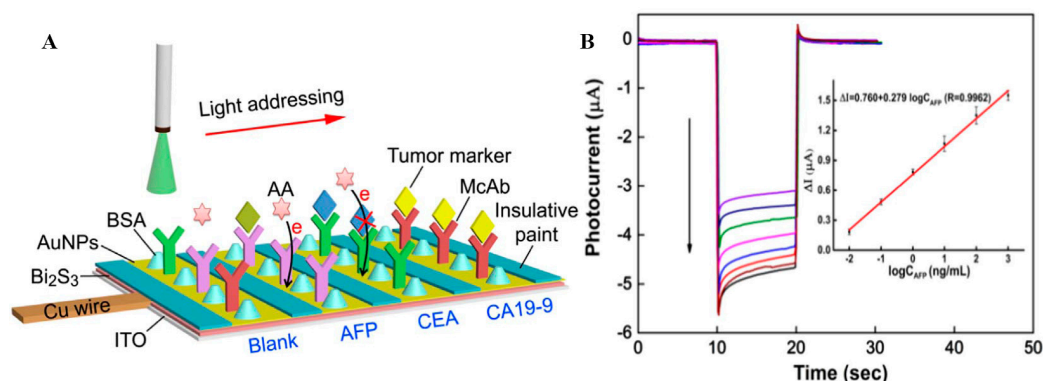 A
Light addressing
Tumor marker
McAb
Insulative
paint
AA
e
e
BSA
AuNPs
Bi₂S₃
Cu wire
ITO
Blank
AFP
CEA
CA19-9
B
Photocurrent (μA)
0
-1
-2
-3
-4
-5
-6
0 10 20 30 40 50
Time (sec)
ΔI=0.760+0.279 logC_AFP (R=0.9962)
ΔI (μA)
1.5
1.2
0.9
0.6
0.3
0.0
-2 -1 0 1 2 3
logC_AFP (ng/mL)